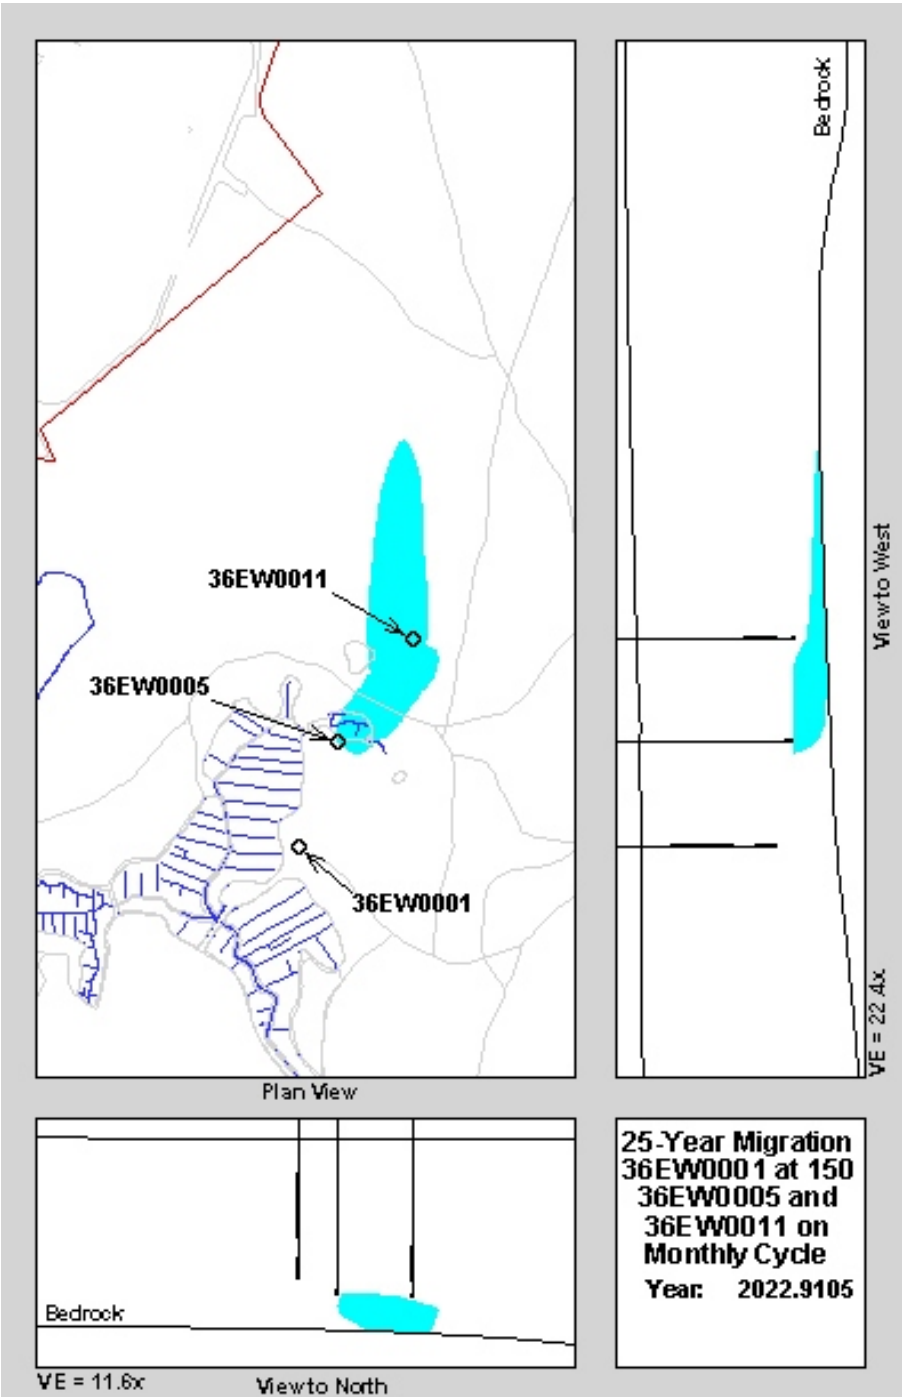 Bedrock
36EW0011
View to West
36EW0005
36EW0001
VE = 22.4x
Plan View
25-Year Migration
36EW0001 at 150
36EW0005 and
36EW0011 on
Monthly Cycle
Year: 2022.9105
Bedrock
VE = 11.6x
View to North